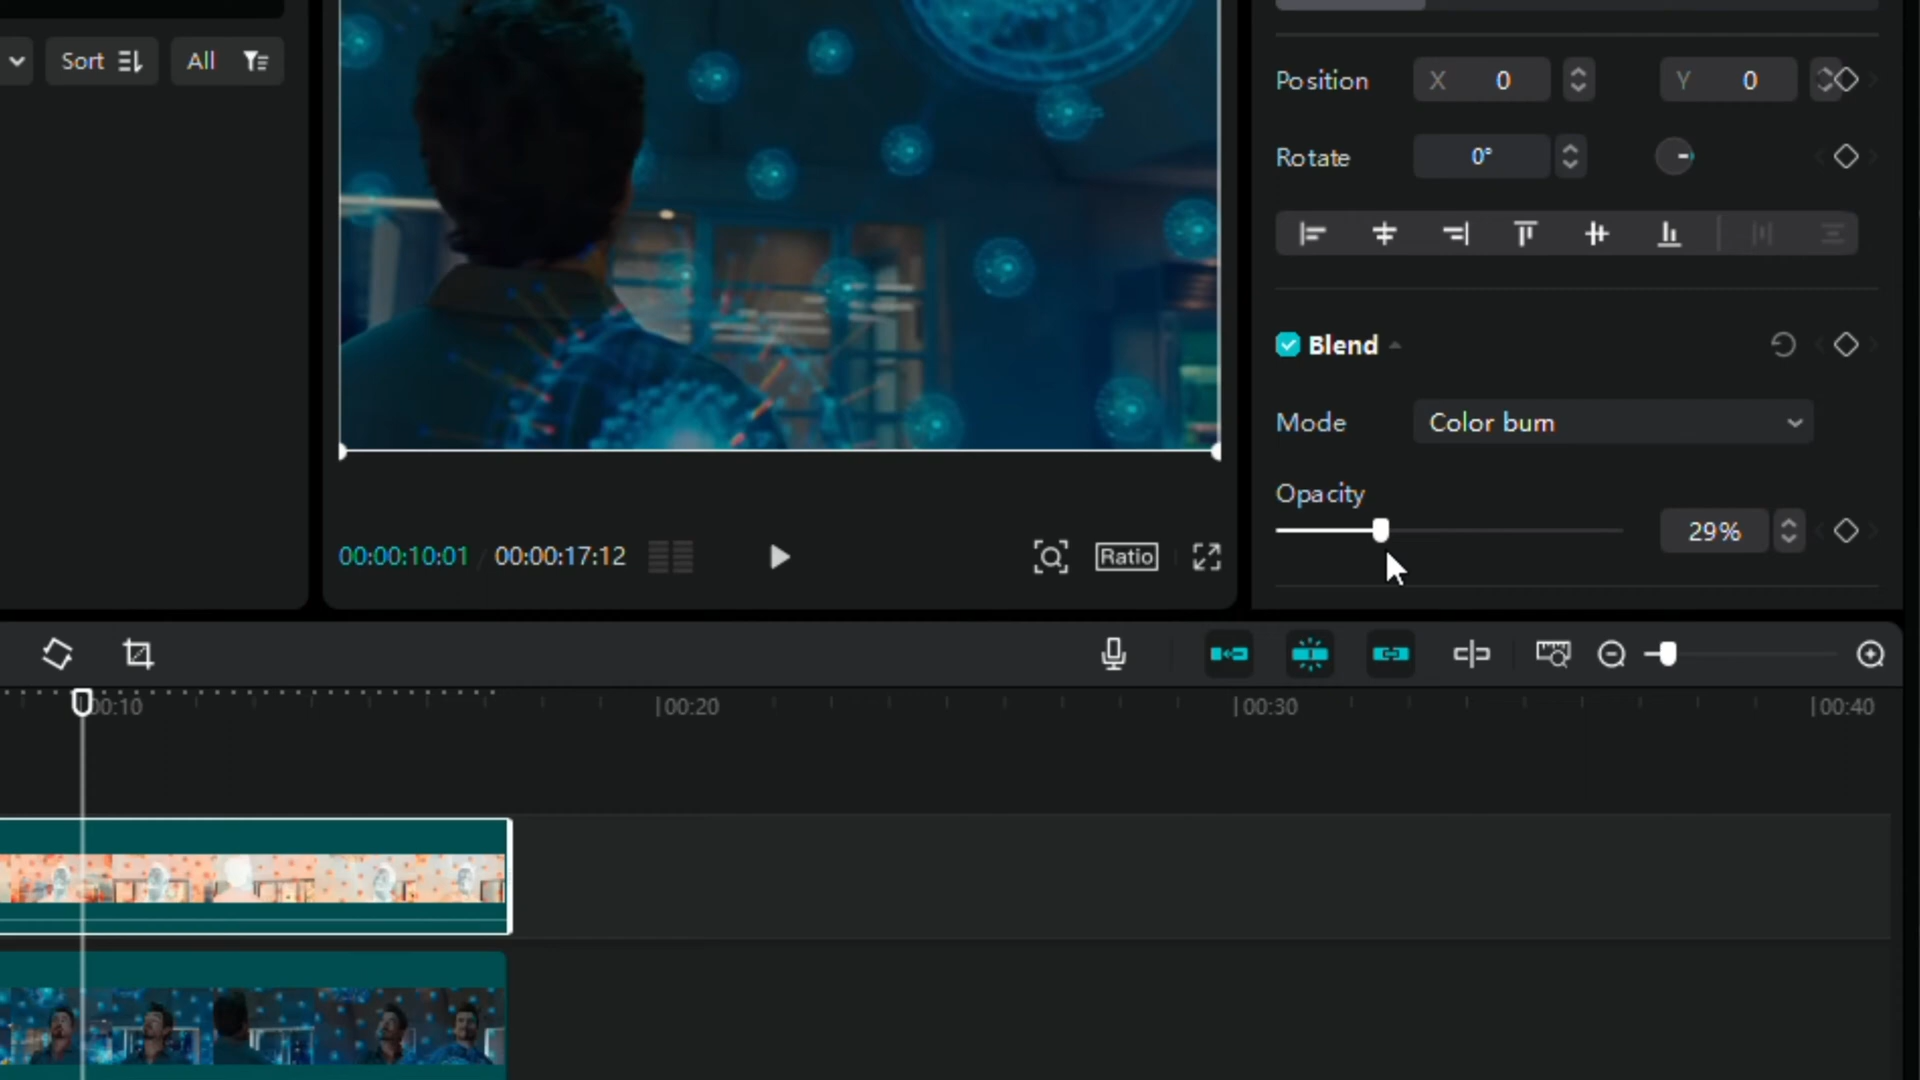 Sort
All
Position X 0 Y 0
Rotate 0°
Blend
Mode Color burn
Opacity
29%
00:00:10:01 / 00:00:17:12
Ratio
00:10 00:20 00:30 00:40